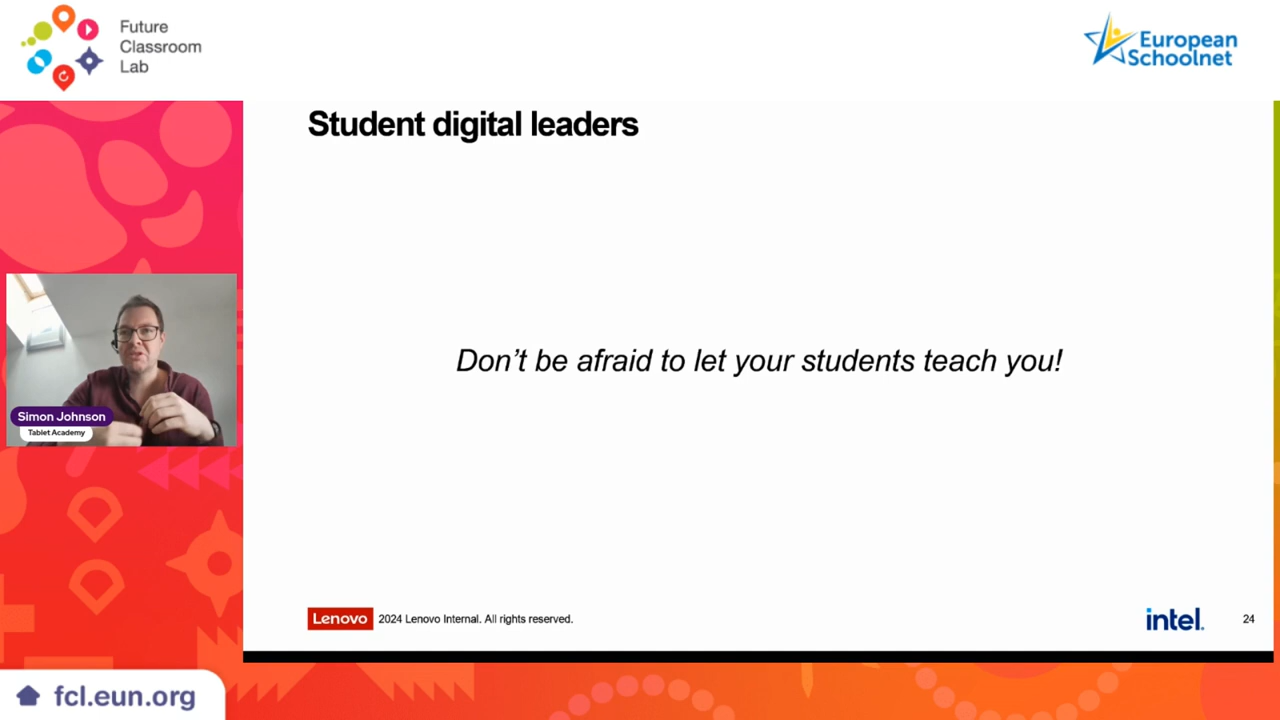 Future
Classroom
Lab
European
Schoolnet
Student digital leaders
Don't be afraid to let your students teach you!
Simon Johnson
Tablet Academy
Lenovo
2024 Lenovo Internal. All rights reserved.
intel.
24
fcl.eun.org